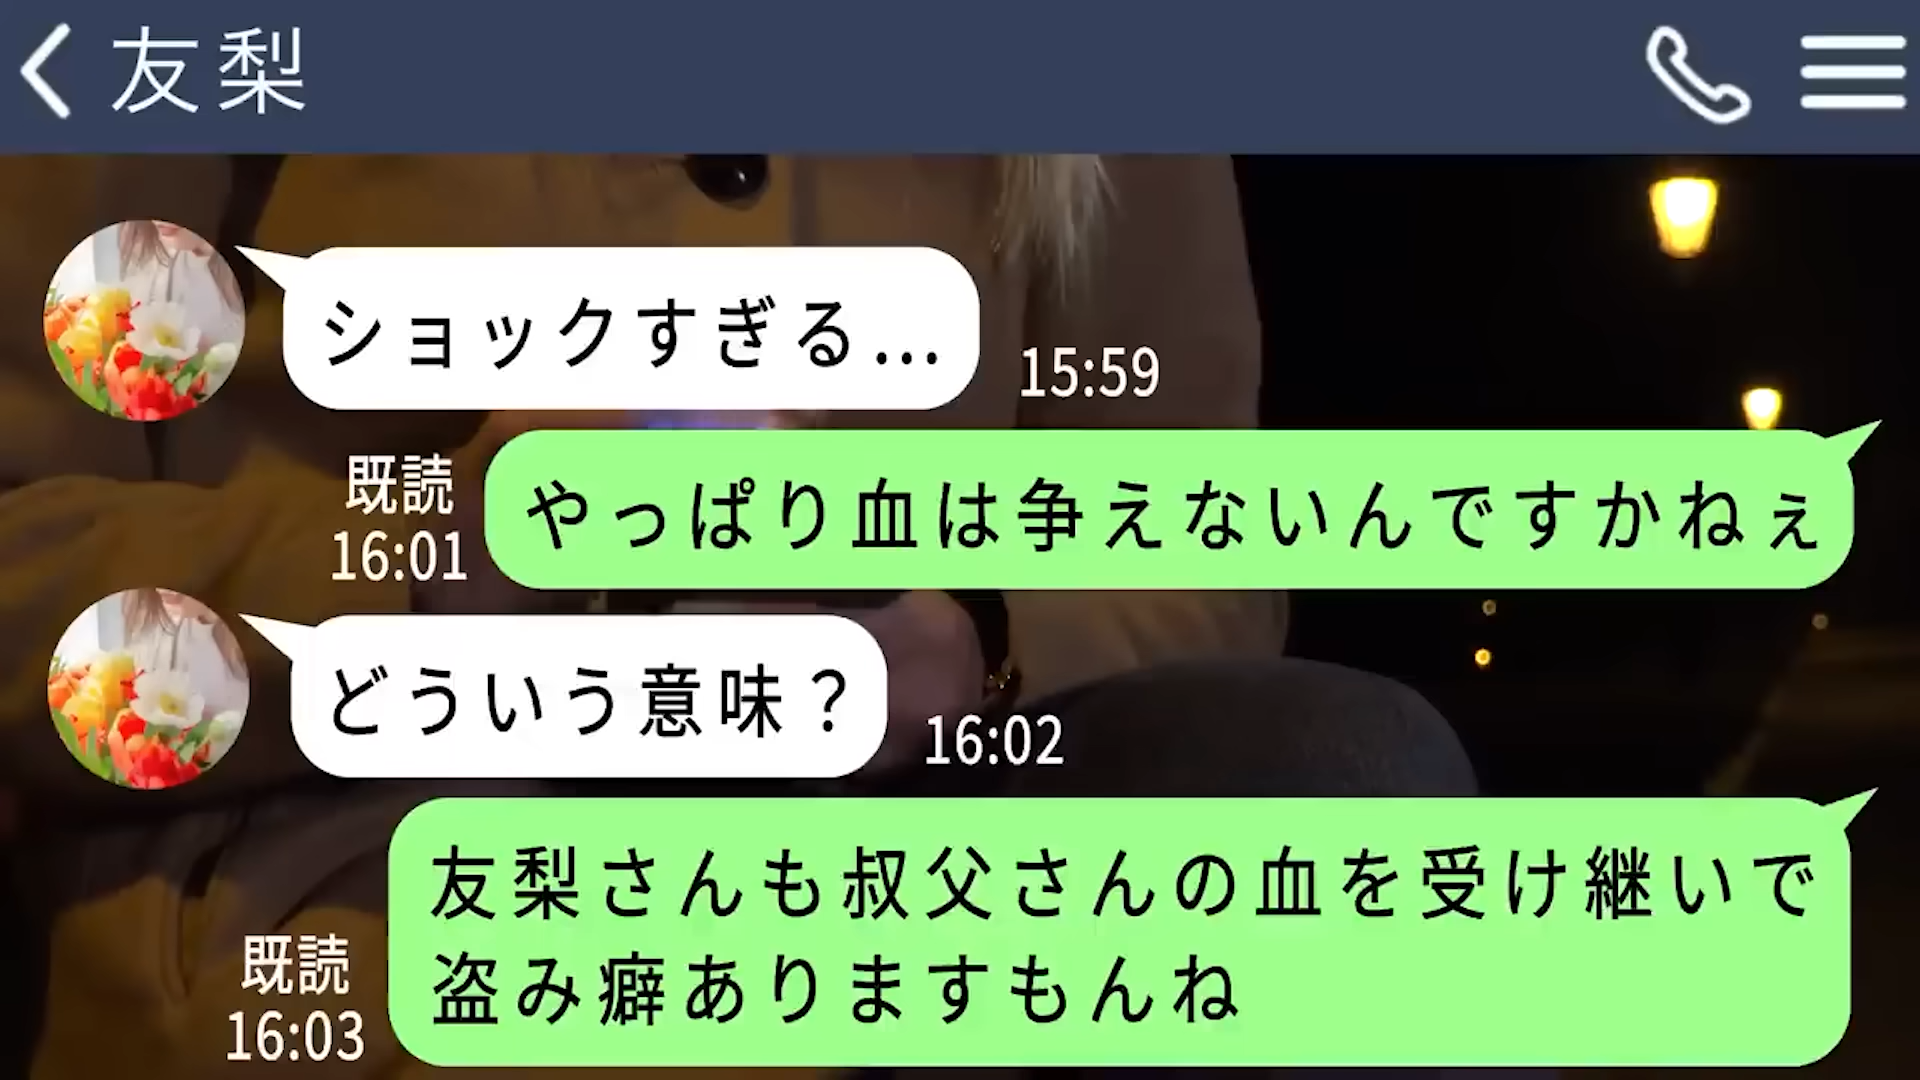 友梨
ショックすぎる...
15:59
既読
16:01
やっぱり血は争えないんですかねぇ
どういう意味？
16:02
友梨さんも叔父さんの血を受け継いで
盗み癖ありますもんね
既読
16:03